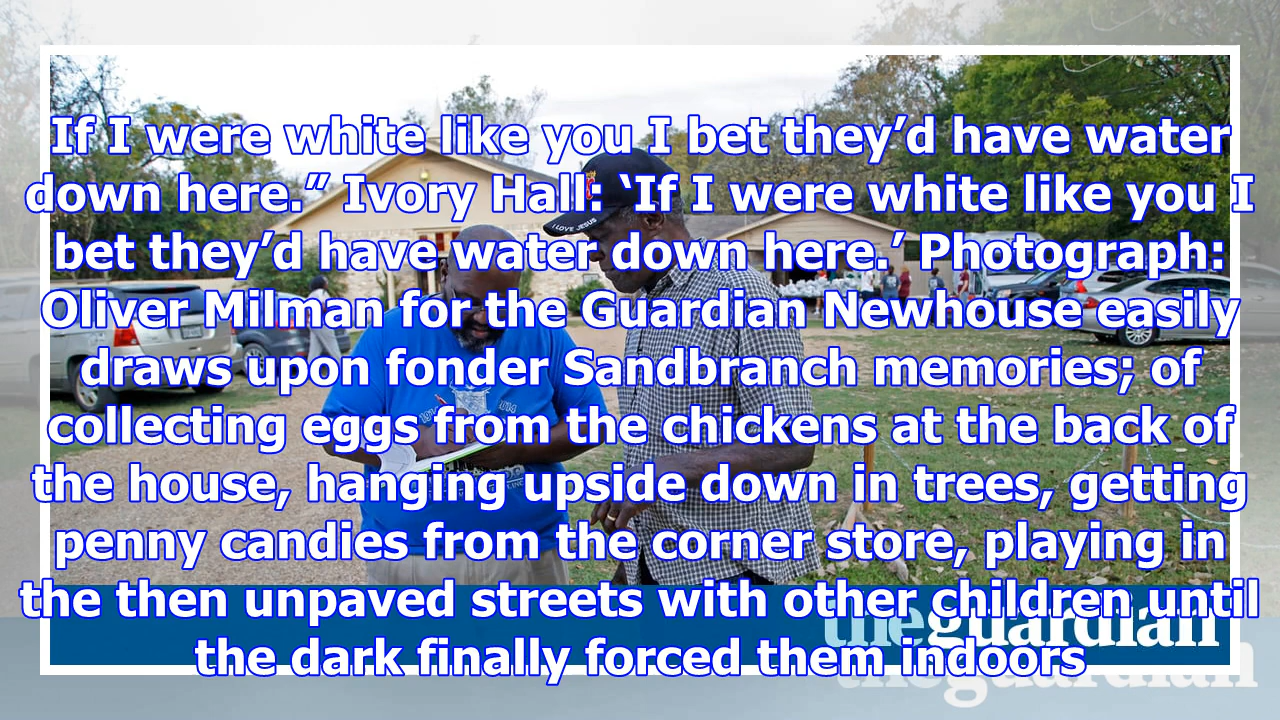 If I were white like you I bet they’d have water
down here.” Ivory Hall: ‘If I were white like you I
bet they’d have water down here.’ Photograph:
Oliver Milman for the Guardian Newhouse easily
draws upon fonder Sandbranch memories; of
collecting eggs from the chickens at the back of
the house, hanging upside down in trees, getting
penny candies from the corner store, playing in
the then unpaved streets with other children until
the dark finally forced them indoors
I LOVE JESUS
theguardian
theguardian